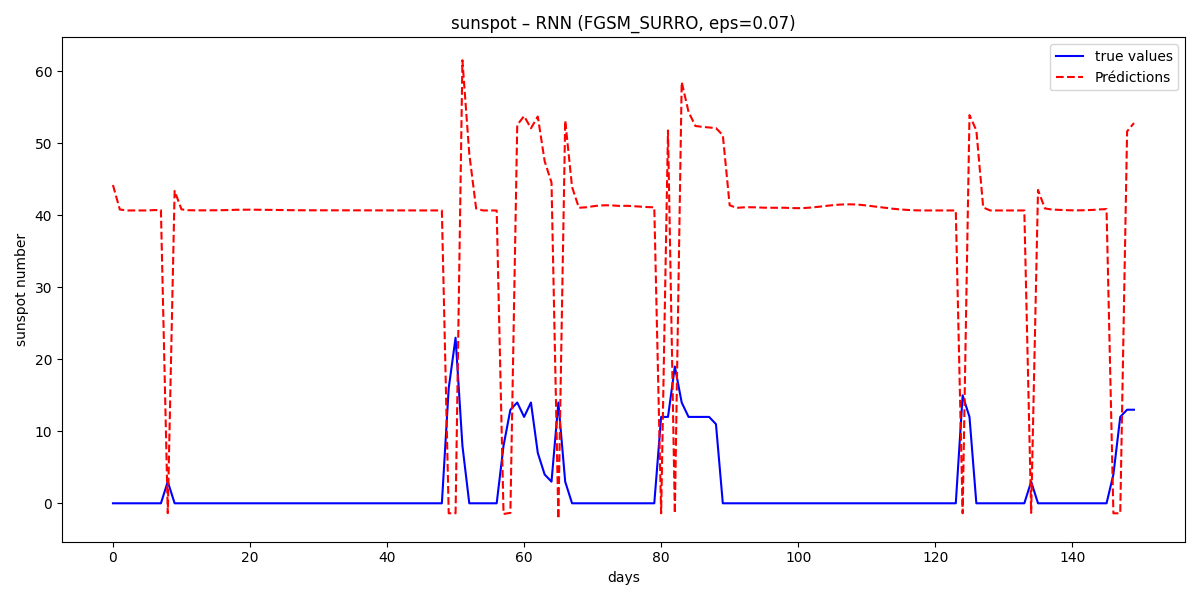 sunspot – RNN (FGSM_SURRO, eps=0.07)
true values
Prédictions
sunspot number
60
50
40
30
20
10
0
0 20 40 60 80 100 120 140
days